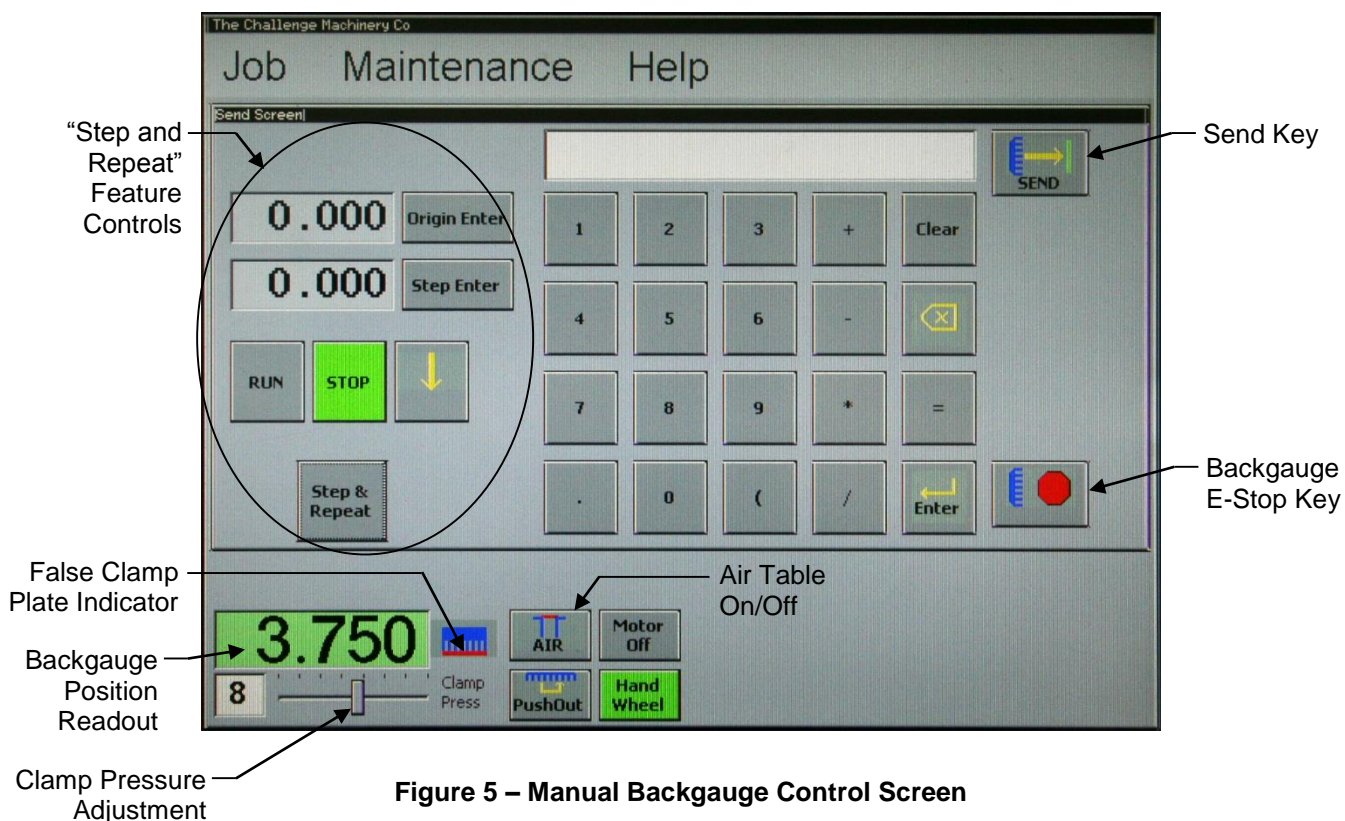 The Challenge Machinery Co
Job Maintenance Help
Send Screen
“Step and
Repeat”
Feature
Controls
Send Key
SEND
0.000 Origin Enter
0.000 Step Enter
1 2 3 + Clear
4 5 6 -
RUN STOP
7 8 9 * =
Step &
Repeat
. 0 ( / Enter
Backgauge
E-Stop Key
False Clamp
Plate Indicator
Air Table
On/Off
3.750
AIR
Motor
Off
Backgauge
Position
Readout
8
Clamp
Press
PushOut
Hand
Wheel
Clamp Pressure
Adjustment
Figure 5 – Manual Backgauge Control Screen